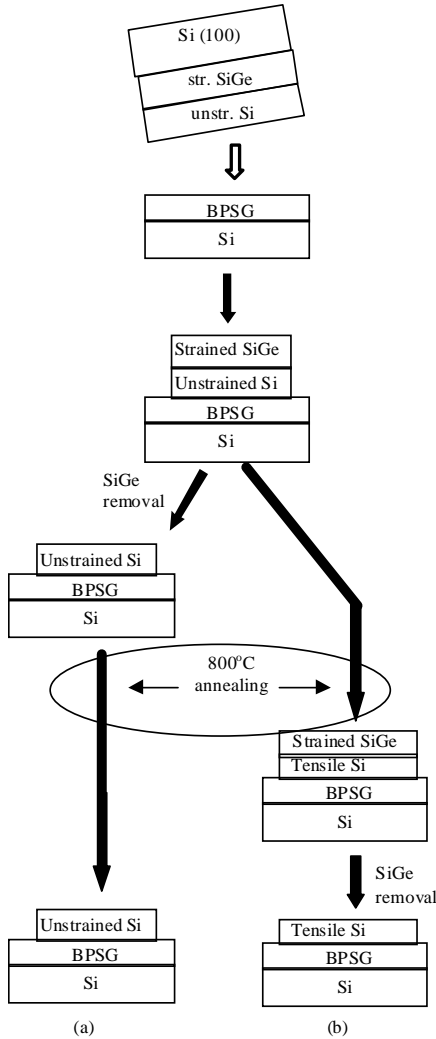 Si (100)
str. SiGe
unstr. Si
BPSG
Si
Strained SiGe
Unstrained Si
BPSG
Si
SiGe
removal
Unstrained Si
BPSG
Si
800°C
annealing
Strained SiGe
Tensile Si
BPSG
Si
SiGe
removal
Unstrained Si
BPSG
Si
Tensile Si
BPSG
Si
(a)
(b)